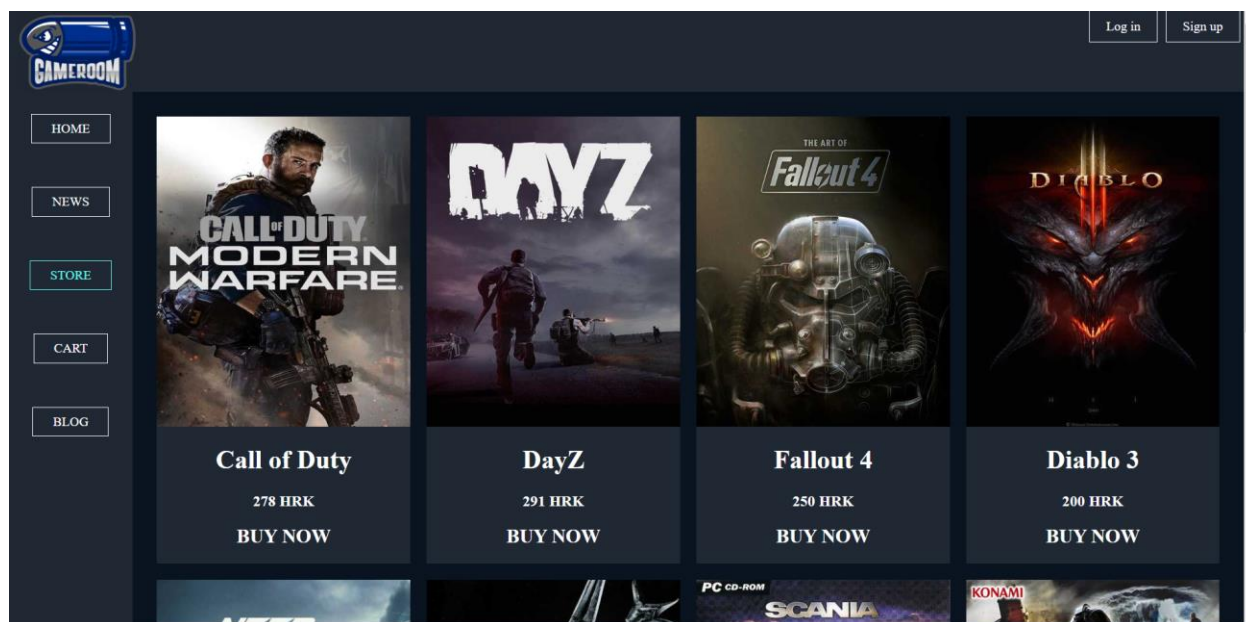 GAMEROOM
Log in
Sign up
HOME
NEWS
STORE
CART
BLOG
CALL OF DUTY
MODERN
WARFARE
DAYZ
THE ART OF
Fallout 4
DIABLO
Call of Duty
DayZ
Fallout 4
Diablo 3
278 HRK
291 HRK
250 HRK
200 HRK
BUY NOW
BUY NOW
BUY NOW
BUY NOW
PC CD-ROM
SCANIA
KONAMI